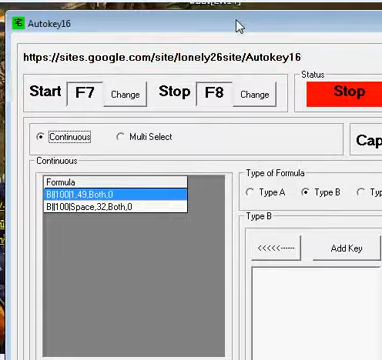 Autokey16
https://sites.google.com/site/lonely26site/Autokey16
Start F7 Change Stop F8 Change
Status
Stop
Continuous Multi Select
Cap
Continuous
Formula
B||100|1,49,Both,0
B||100|Space,32,Both,0
Type of Formula
Type A Type B Ty
Type B
<<<<<------ Add Key